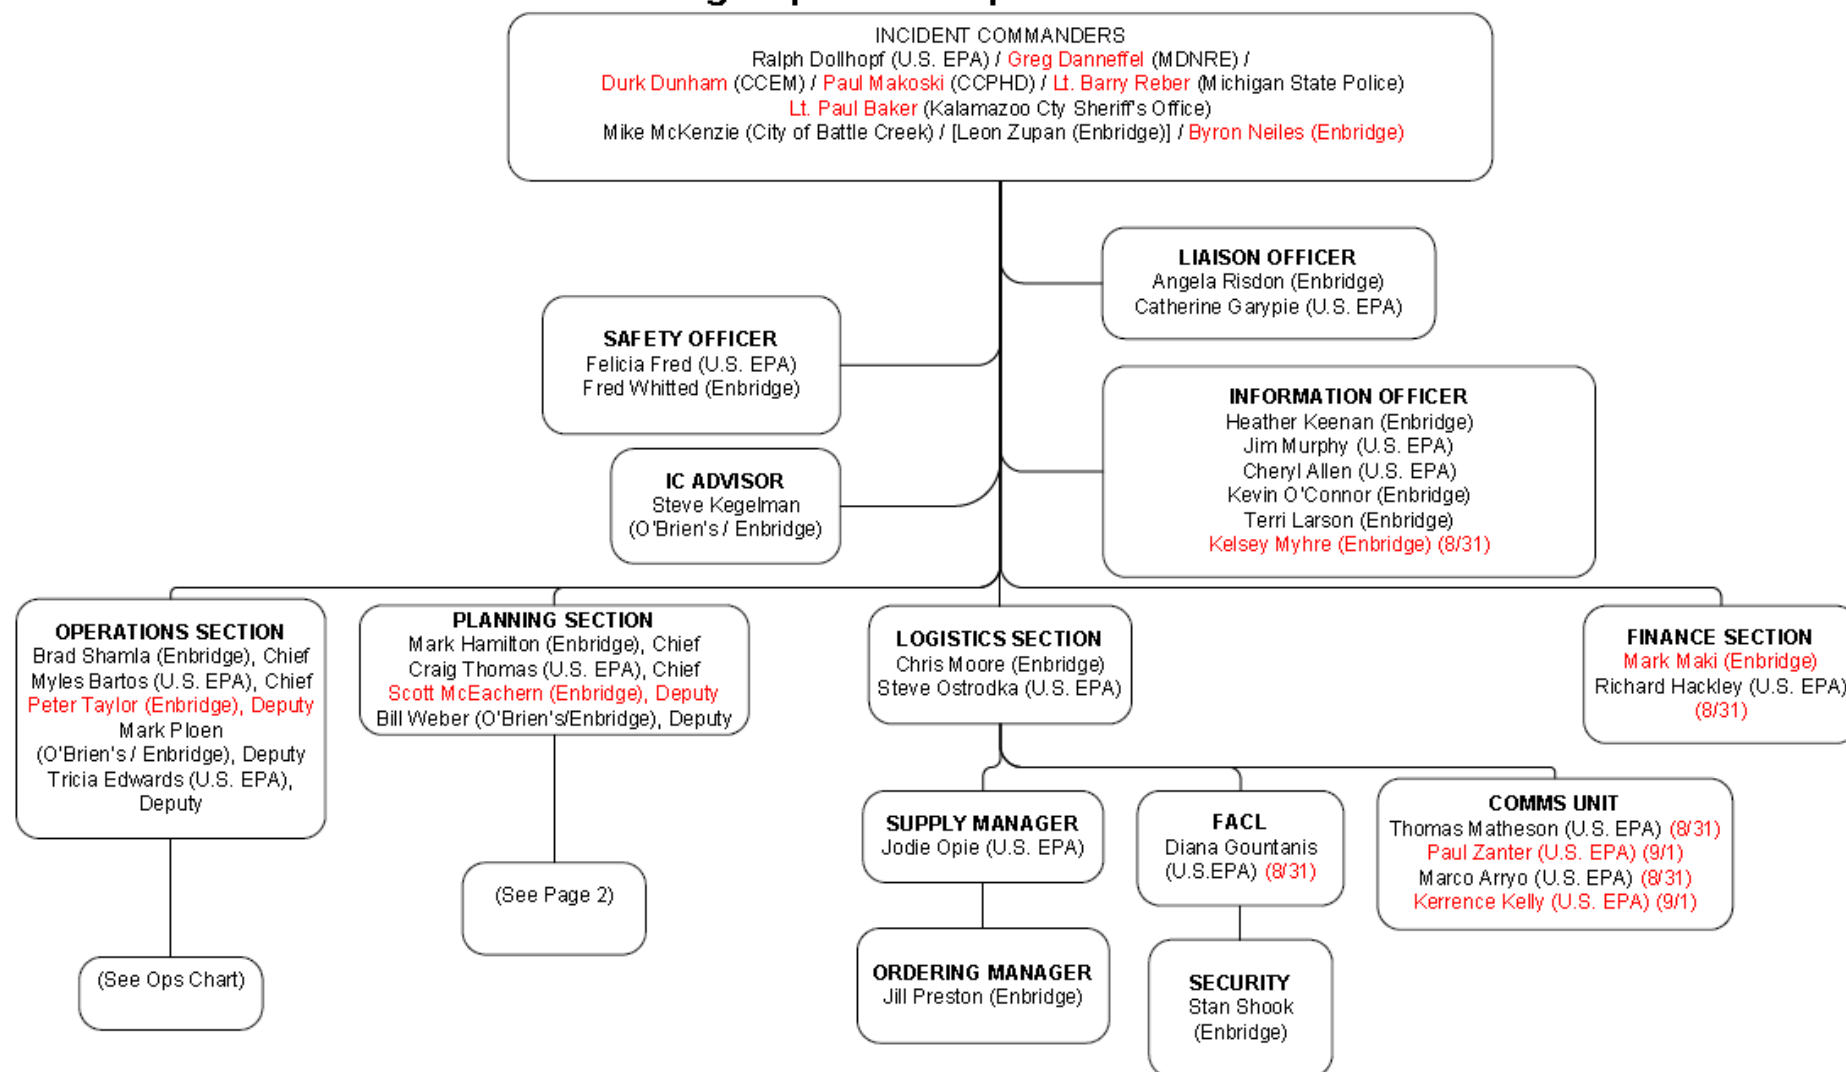 INCIDENT COMMANDERS
Ralph Dollhopf (U.S. EPA) / Greg Danneffel (MDNRE) /
Durk Dunham (CCEM) / Paul Makoski (CCPHD) / Lt. Barry Reber (Michigan State Police)
Lt. Paul Baker (Kalamazoo Cty Sheriff's Office)
Mike McKenzie (City of Battle Creek) / [Leon Zupan (Enbridge)] / Byron Neiles (Enbridge)
LIAISON OFFICER
Angela Risdon (Enbridge)
Catherine Garypie (U.S. EPA)
SAFETY OFFICER
Felicia Fred (U.S. EPA)
Fred Whitted (Enbridge)
INFORMATION OFFICER
Heather Keenan (Enbridge)
Jim Murphy (U.S. EPA)
Cheryl Allen (U.S. EPA)
Kevin O'Connor (Enbridge)
Terri Larson (Enbridge)
Kelsey Myhre (Enbridge) (8/31)
IC ADVISOR
Steve Kegelman
(O'Brien's / Enbridge)
OPERATIONS SECTION
Brad Shamla (Enbridge), Chief
Myles Bartos (U.S. EPA), Chief
Peter Taylor (Enbridge), Deputy
Mark Ploen
(O'Brien's / Enbridge), Deputy
Tricia Edwards (U.S. EPA),
Deputy
PLANNING SECTION
Mark Hamilton (Enbridge), Chief
Craig Thomas (U.S. EPA), Chief
Scott McEachern (Enbridge), Deputy
Bill Weber (O'Brien's/Enbridge), Deputy
LOGISTICS SECTION
Chris Moore (Enbridge)
Steve Ostrodka (U.S. EPA)
FINANCE SECTION
Mark Maki (Enbridge)
Richard Hackley (U.S. EPA)
(8/31)
SUPPLY MANAGER
Jodie Opie (U.S. EPA)
FACL
Diana Gountanis
(U.S.EPA) (8/31)
COMMS UNIT
Thomas Matheson (U.S. EPA) (8/31)
Paul Zanter (U.S. EPA) (9/1)
Marco Arryo (U.S. EPA) (8/31)
Kerrence Kelly (U.S. EPA) (9/1)
(See Page 2)
(See Ops Chart)
ORDERING MANAGER
Jill Preston (Enbridge)
SECURITY
Stan Shook
(Enbridge)